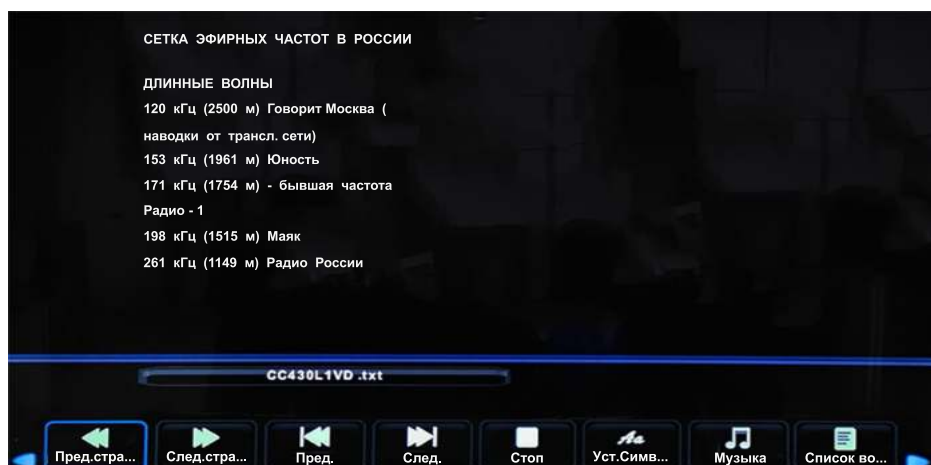 СЕТКА ЭФИРНЫХ ЧАСТОТ В РОССИИ
ДЛИННЫЕ ВОЛНЫ
120 кГц (2500 м) Говорит Москва (
наводки от трансл. сети)
153 кГц (1961 м) Юность
171 кГц (1754 м) - бывшая частота
Радио - 1
198 кГц (1515 м) Маяк
261 кГц (1149 м) Радио России
CC430L1VD .txt
Пред.стра... След.стра... Пред. След. Стоп Уст.Симв... Музыка Список во...